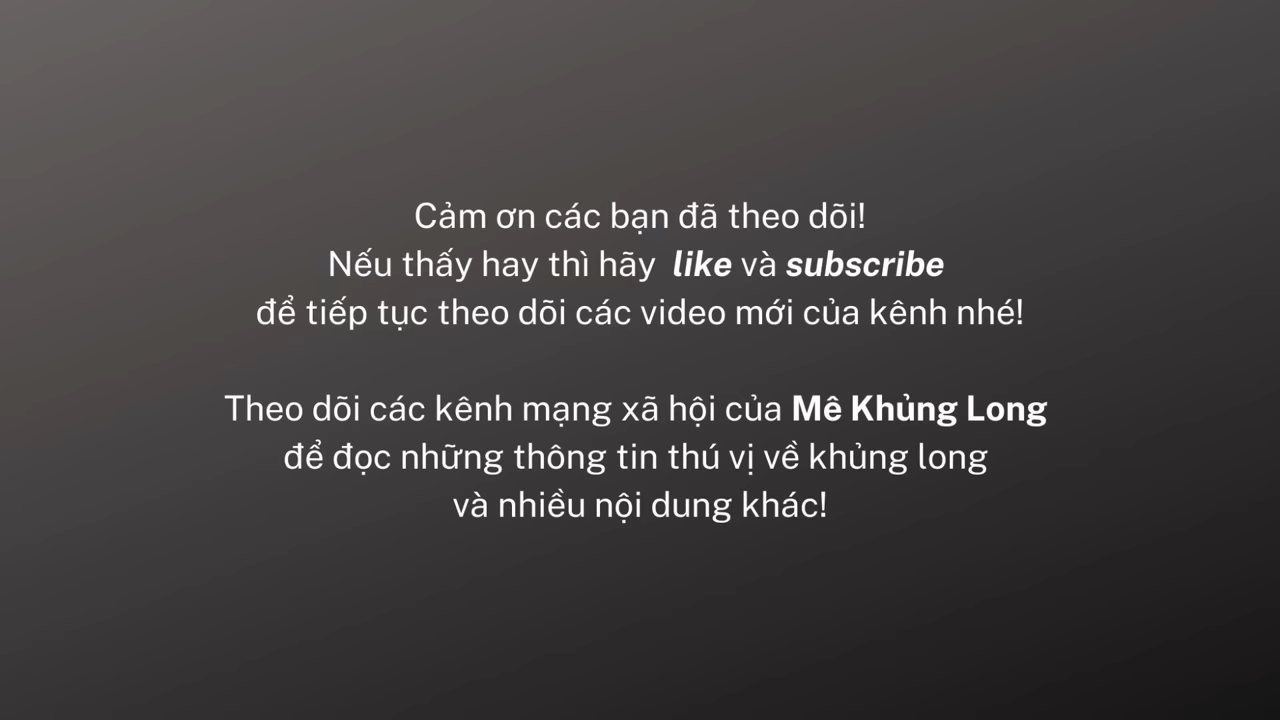 Cảm ơn các bạn đã theo dõi!
Nếu thấy hay thì hãy like và subscribe
để tiếp tục theo dõi các video mới của kênh nhé!
Theo dõi các kênh mạng xã hội của Mê Khủng Long
để đọc những thông tin thú vị về khủng long
và nhiều nội dung khác!